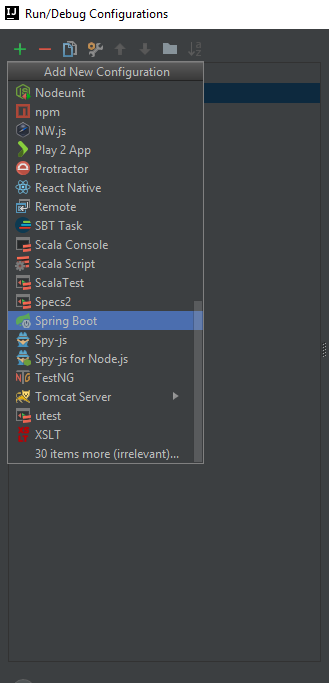 Run/Debug Configurations
Add New Configuration
Nodeunit
npm
NW.js
Play 2 App
Protractor
React Native
Remote
SBT Task
Scala Console
Scala Script
ScalaTest
Specs2
Spring Boot
Spy-js
Spy-js for Node.js
TestNG
Tomcat Server
utest
XSLT
30 items more (irrelevant)...